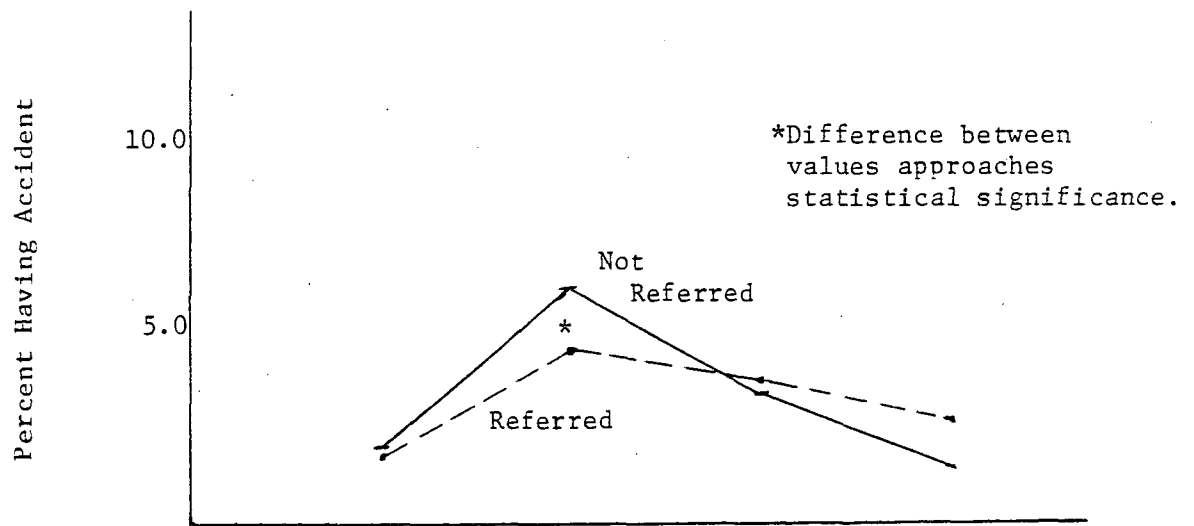 Percent Having Accident
10.0
5.0
*Difference between
values approaches
statistical significance.
Not
Referred
*
Referred